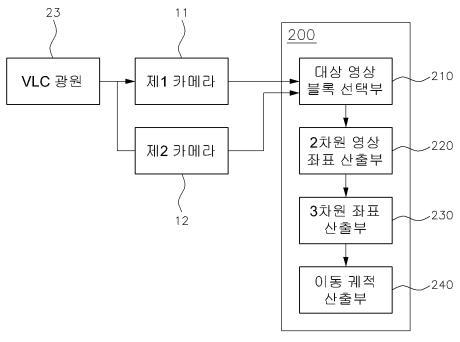 23
11
200
VLC 광원
제1 카메라
대상 영상
블록 선택부
210
제2 카메라
2차원 영상
좌표 산출부
220
12
3차원 좌표
산출부
230
이동 궤적
산출부
240